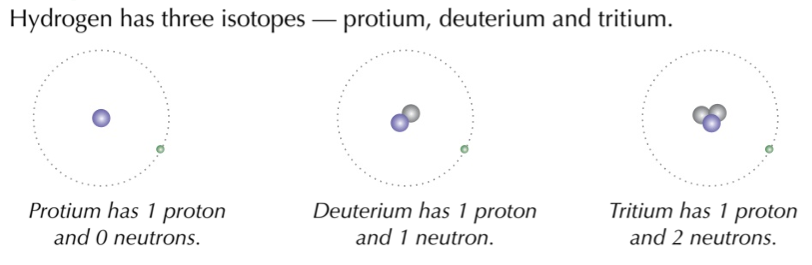 Hydrogen has three isotopes — protium, deuterium and tritium.
Protium has 1 proton
and 0 neutrons.
Deuterium has 1 proton
and 1 neutron.
Tritium has 1 proton
and 2 neutrons.